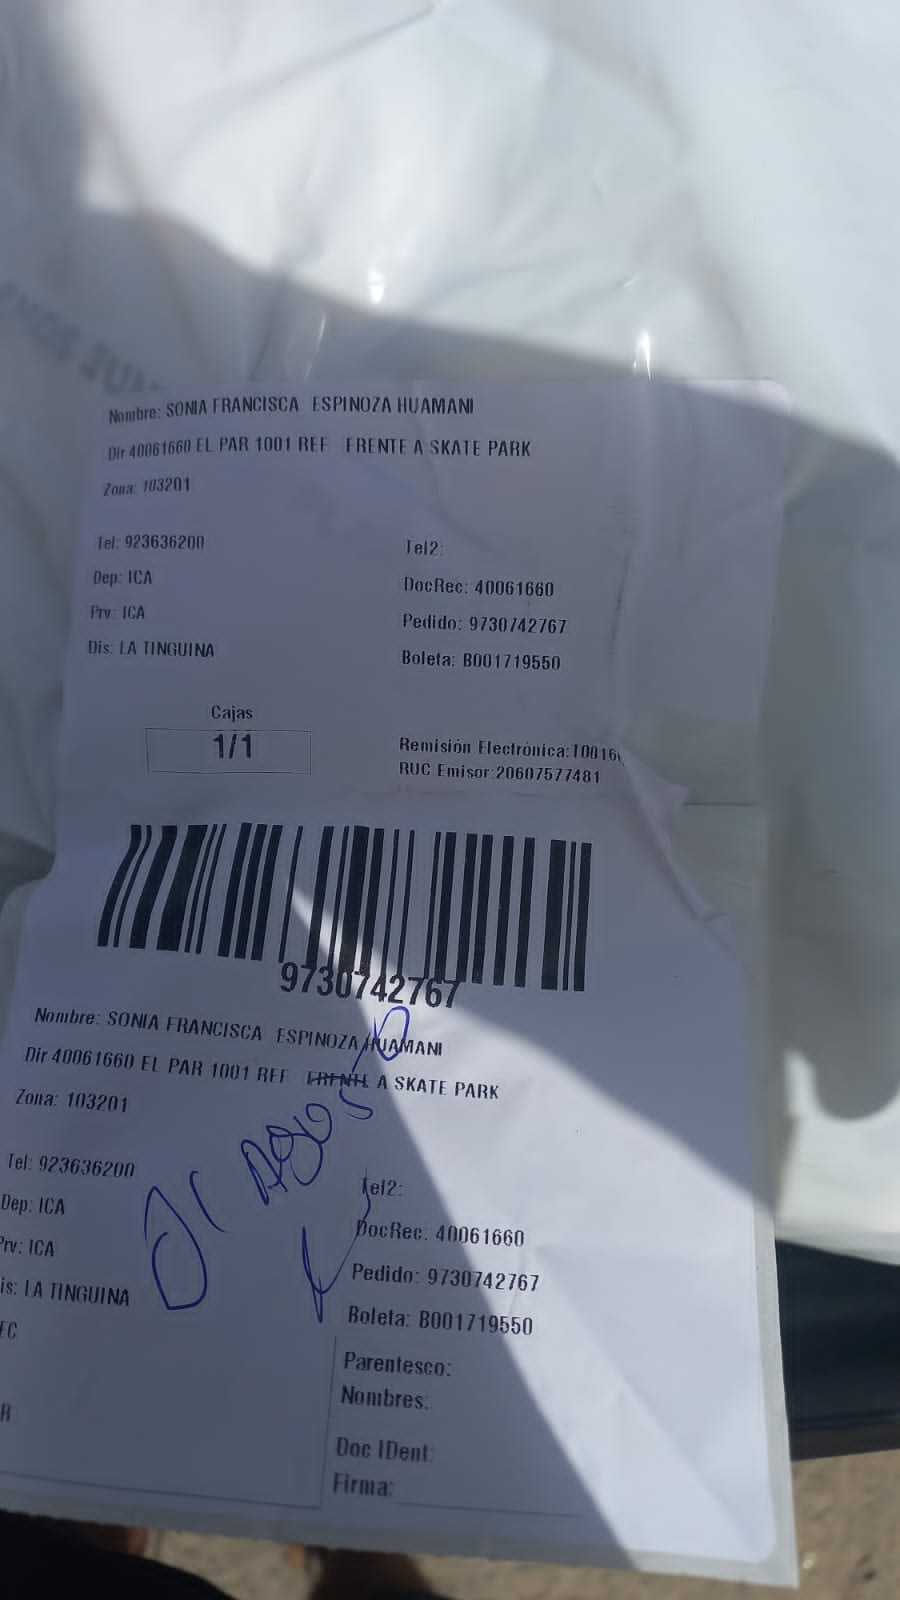 Nombre: SONIA FRANCISCA ESPINOZA HUAMANI
Dir 40061660 EL PAR 1001 REF FRENTE A SKATE PARK
Zona: 103201
Tel: 923636200
Tel2:
Dep: ICA
DocRec: 40061660
Prv: ICA
Pedido: 9730742767
Dis: LA TINGUINA
Boleta: B001719550
Cajas
1/1
Remisión Electrónica:T0016
RUC Emisor:20607577481
9730742767
Nombre: SONIA FRANCISCA ESPINOZA HUAMANI
Dir 40061660 EL PAR 1001 REF FRENTE A SKATE PARK
Zona: 103201
Tel: 923636200
Tel2:
Dep: ICA
DocRec: 40061660
Prv: ICA
Pedido: 9730742767
is: LA TINGUINA
Boleta: B001719550
Parentesco:
Nombres:
Doc IDent:
Firma: